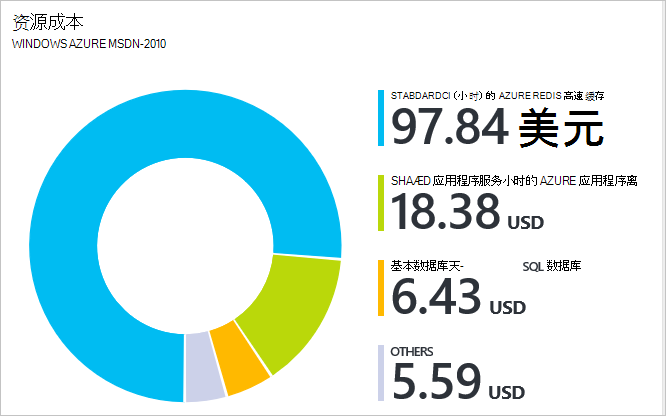 资源成本
WINDOWS AZURE MSDN-2010
STABDARDCI (小时) 的 AZURE REDIS 高速缓存
97.84 美元
SHAÆD 应用程序服务小时的 AZURE 应用程序离
18.38 USD
基本数据库天- SQL 数据库
6.43 USD
OTHERS
5.59 USD